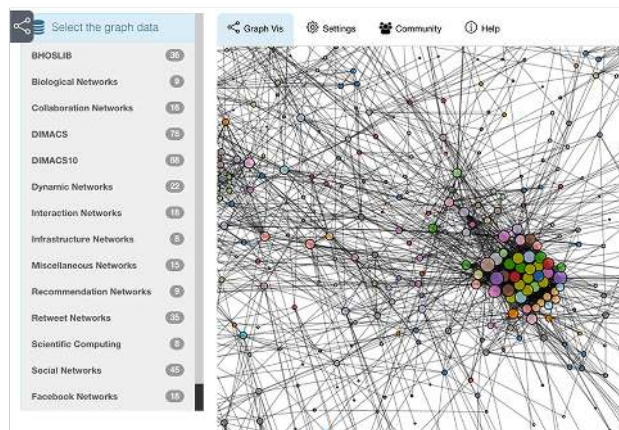 Select the graph data
Graph Vis
Settings
Community
Help
BHOSLIB 36
Biological Networks 9
Collaboration Networks 16
DIMACS 78
DIMACS10 88
Dynamic Networks 22
Interaction Networks 18
Infrastructure Networks 8
Miscellaneous Networks 15
Recommendation Networks 9
Retweet Networks 35
Scientific Computing 8
Social Networks 45
Facebook Networks 18